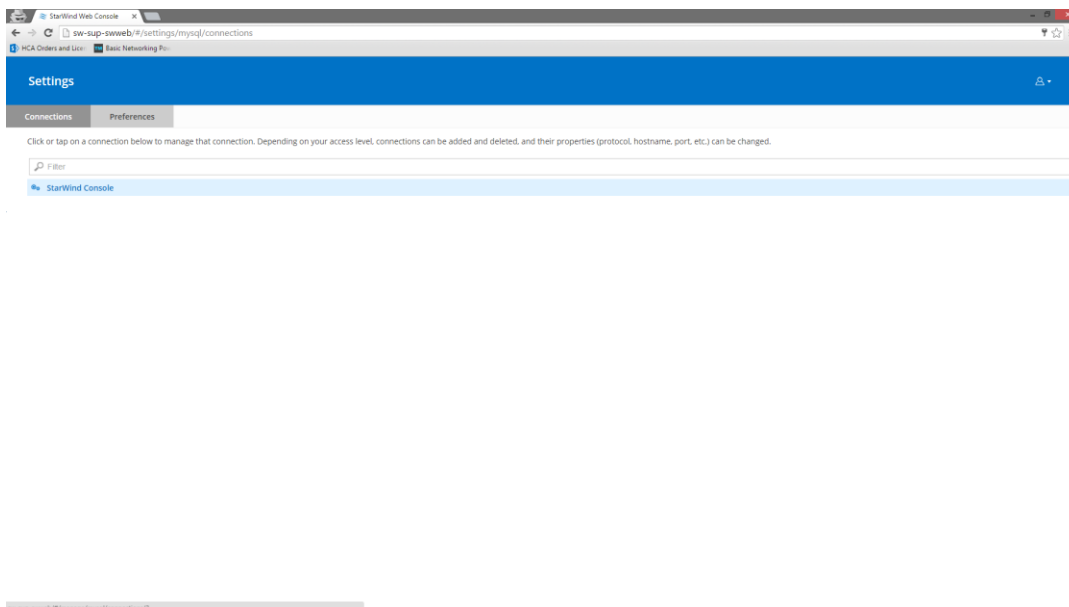 StarWind Web Console
sw-sup-swweb/#/settings/mysql/connections
HCA Orders and Lice
Basic Networking Po
Settings
Connections Preferences
Click or tap on a connection below to manage that connection. Depending on your access level, connections can be added and deleted, and their properties (protocol, hostname, port, etc.) can be changed.
Filter
StarWind Console